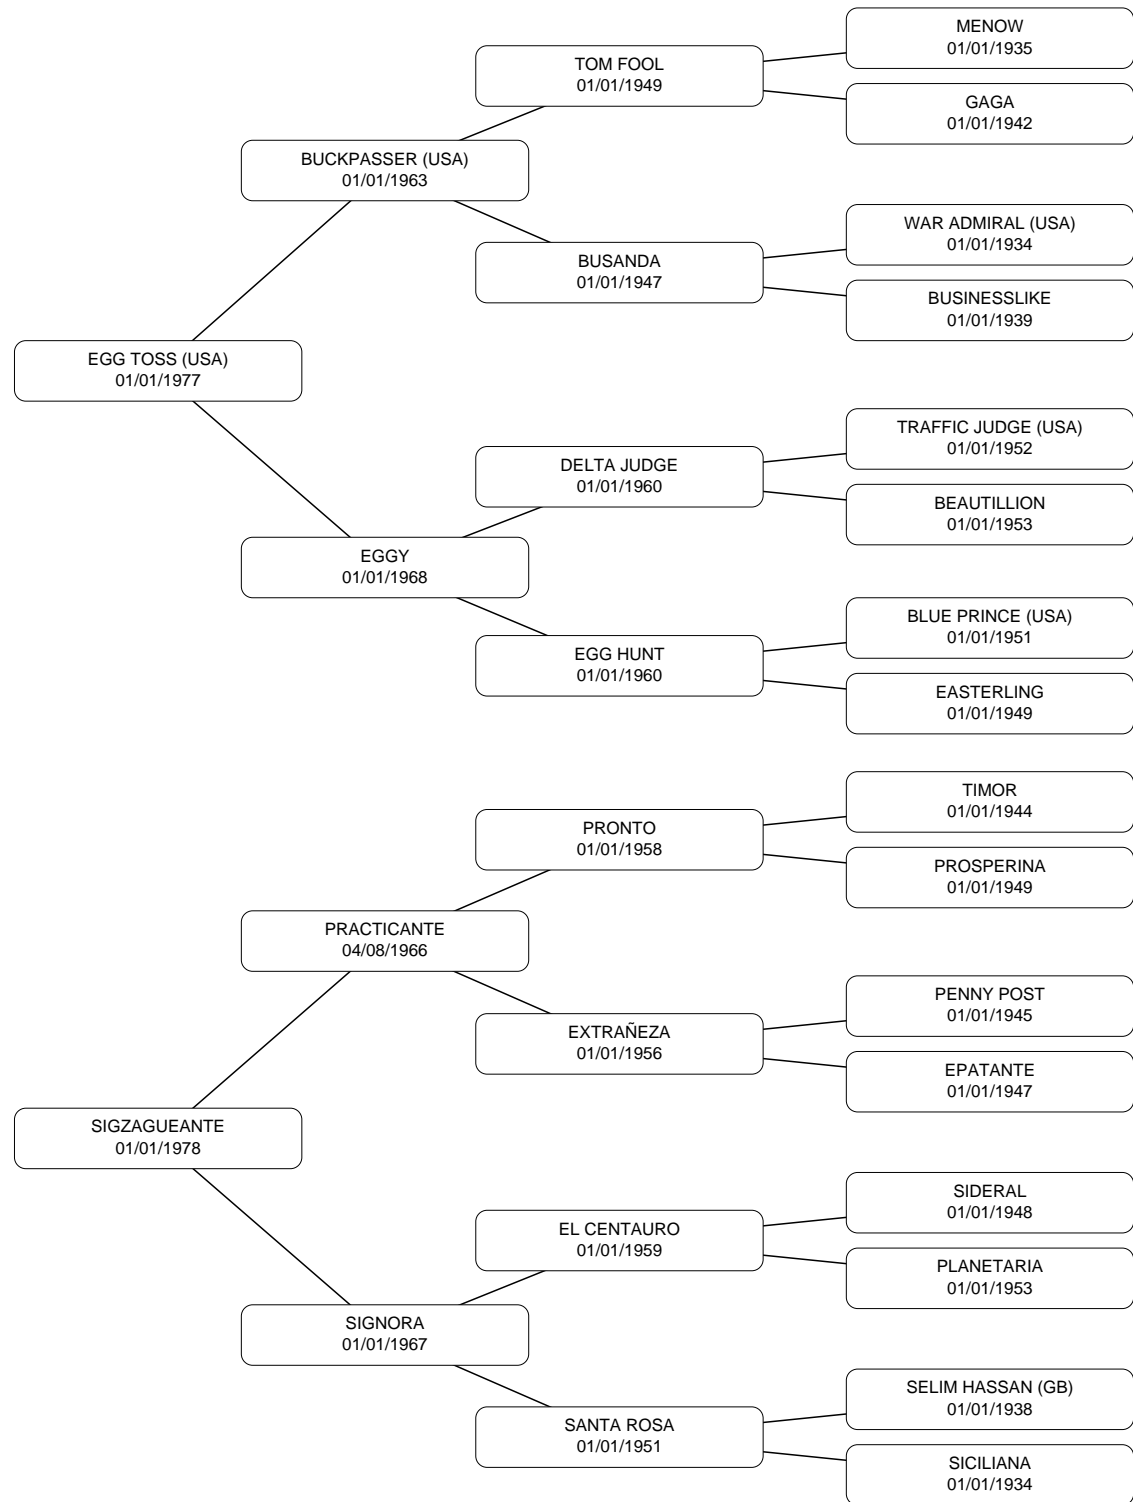 MENOW
01/01/1935
TOM FOOL
01/01/1949
GAGA
01/01/1942
BUCKPASSER (USA)
01/01/1963
WAR ADMIRAL (USA)
01/01/1934
BUSANDA
01/01/1947
BUSINESSLIKE
01/01/1939
EGG TOSS (USA)
01/01/1977
TRAFFIC JUDGE (USA)
01/01/1952
DELTA JUDGE
01/01/1960
BEAUTILLION
01/01/1953
EGGY
01/01/1968
BLUE PRINCE (USA)
01/01/1951
EGG HUNT
01/01/1960
EASTERLING
01/01/1949
TIMOR
01/01/1944
PRONTO
01/01/1958
PROSPERINA
01/01/1949
PRACTICANTE
04/08/1966
PENNY POST
01/01/1945
EXTRAÑEZA
01/01/1956
EPATANTE
01/01/1947
SIGZAGUEANTE
01/01/1978
SIDERAL
01/01/1948
EL CENTAURO
01/01/1959
PLANETARIA
01/01/1953
SIGNORA
01/01/1967
SELIM HASSAN (GB)
01/01/1938
SANTA ROSA
01/01/1951
SICILIANA
01/01/1934